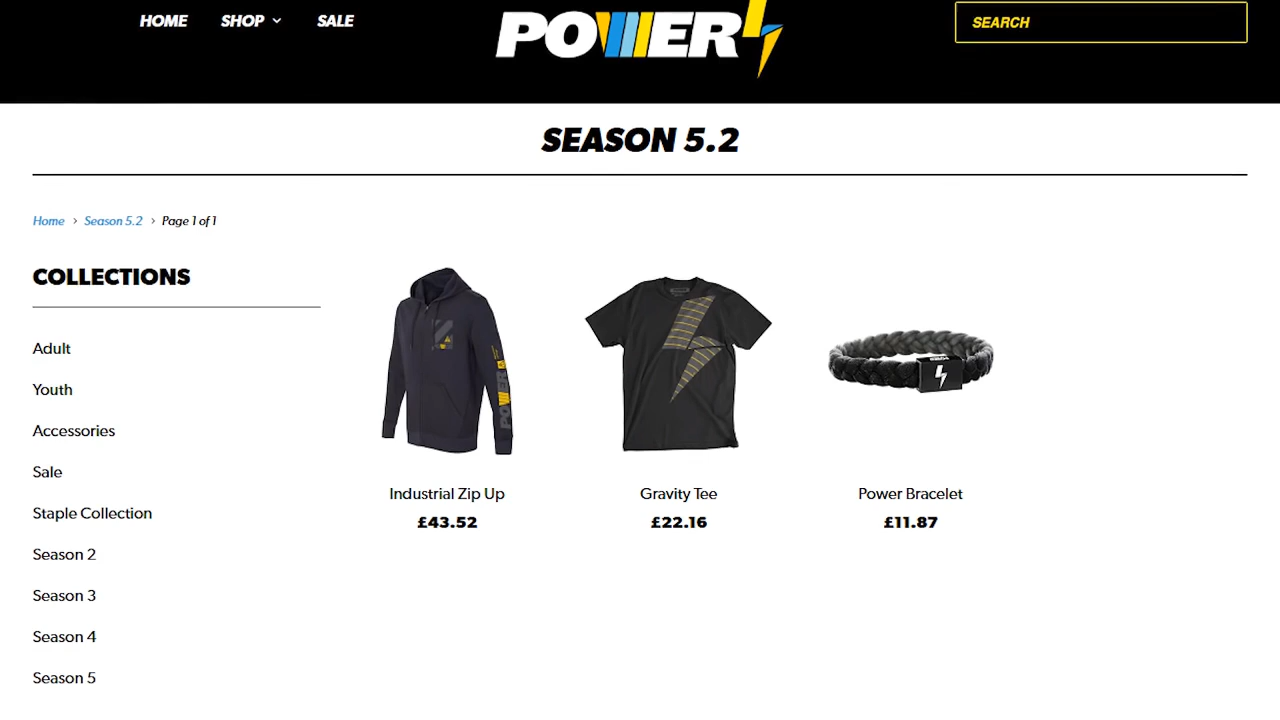 HOME SHOP SALE
POWER
SEARCH
SEASON 5.2
Home › Season 5.2 › Page 1 of 1
COLLECTIONS
Adult
Youth
Accessories
Sale
Staple Collection
Season 2
Season 3
Season 4
Season 5
POWER
Industrial Zip Up
£43.52
Gravity Tee
£22.16
Power Bracelet
£11.87